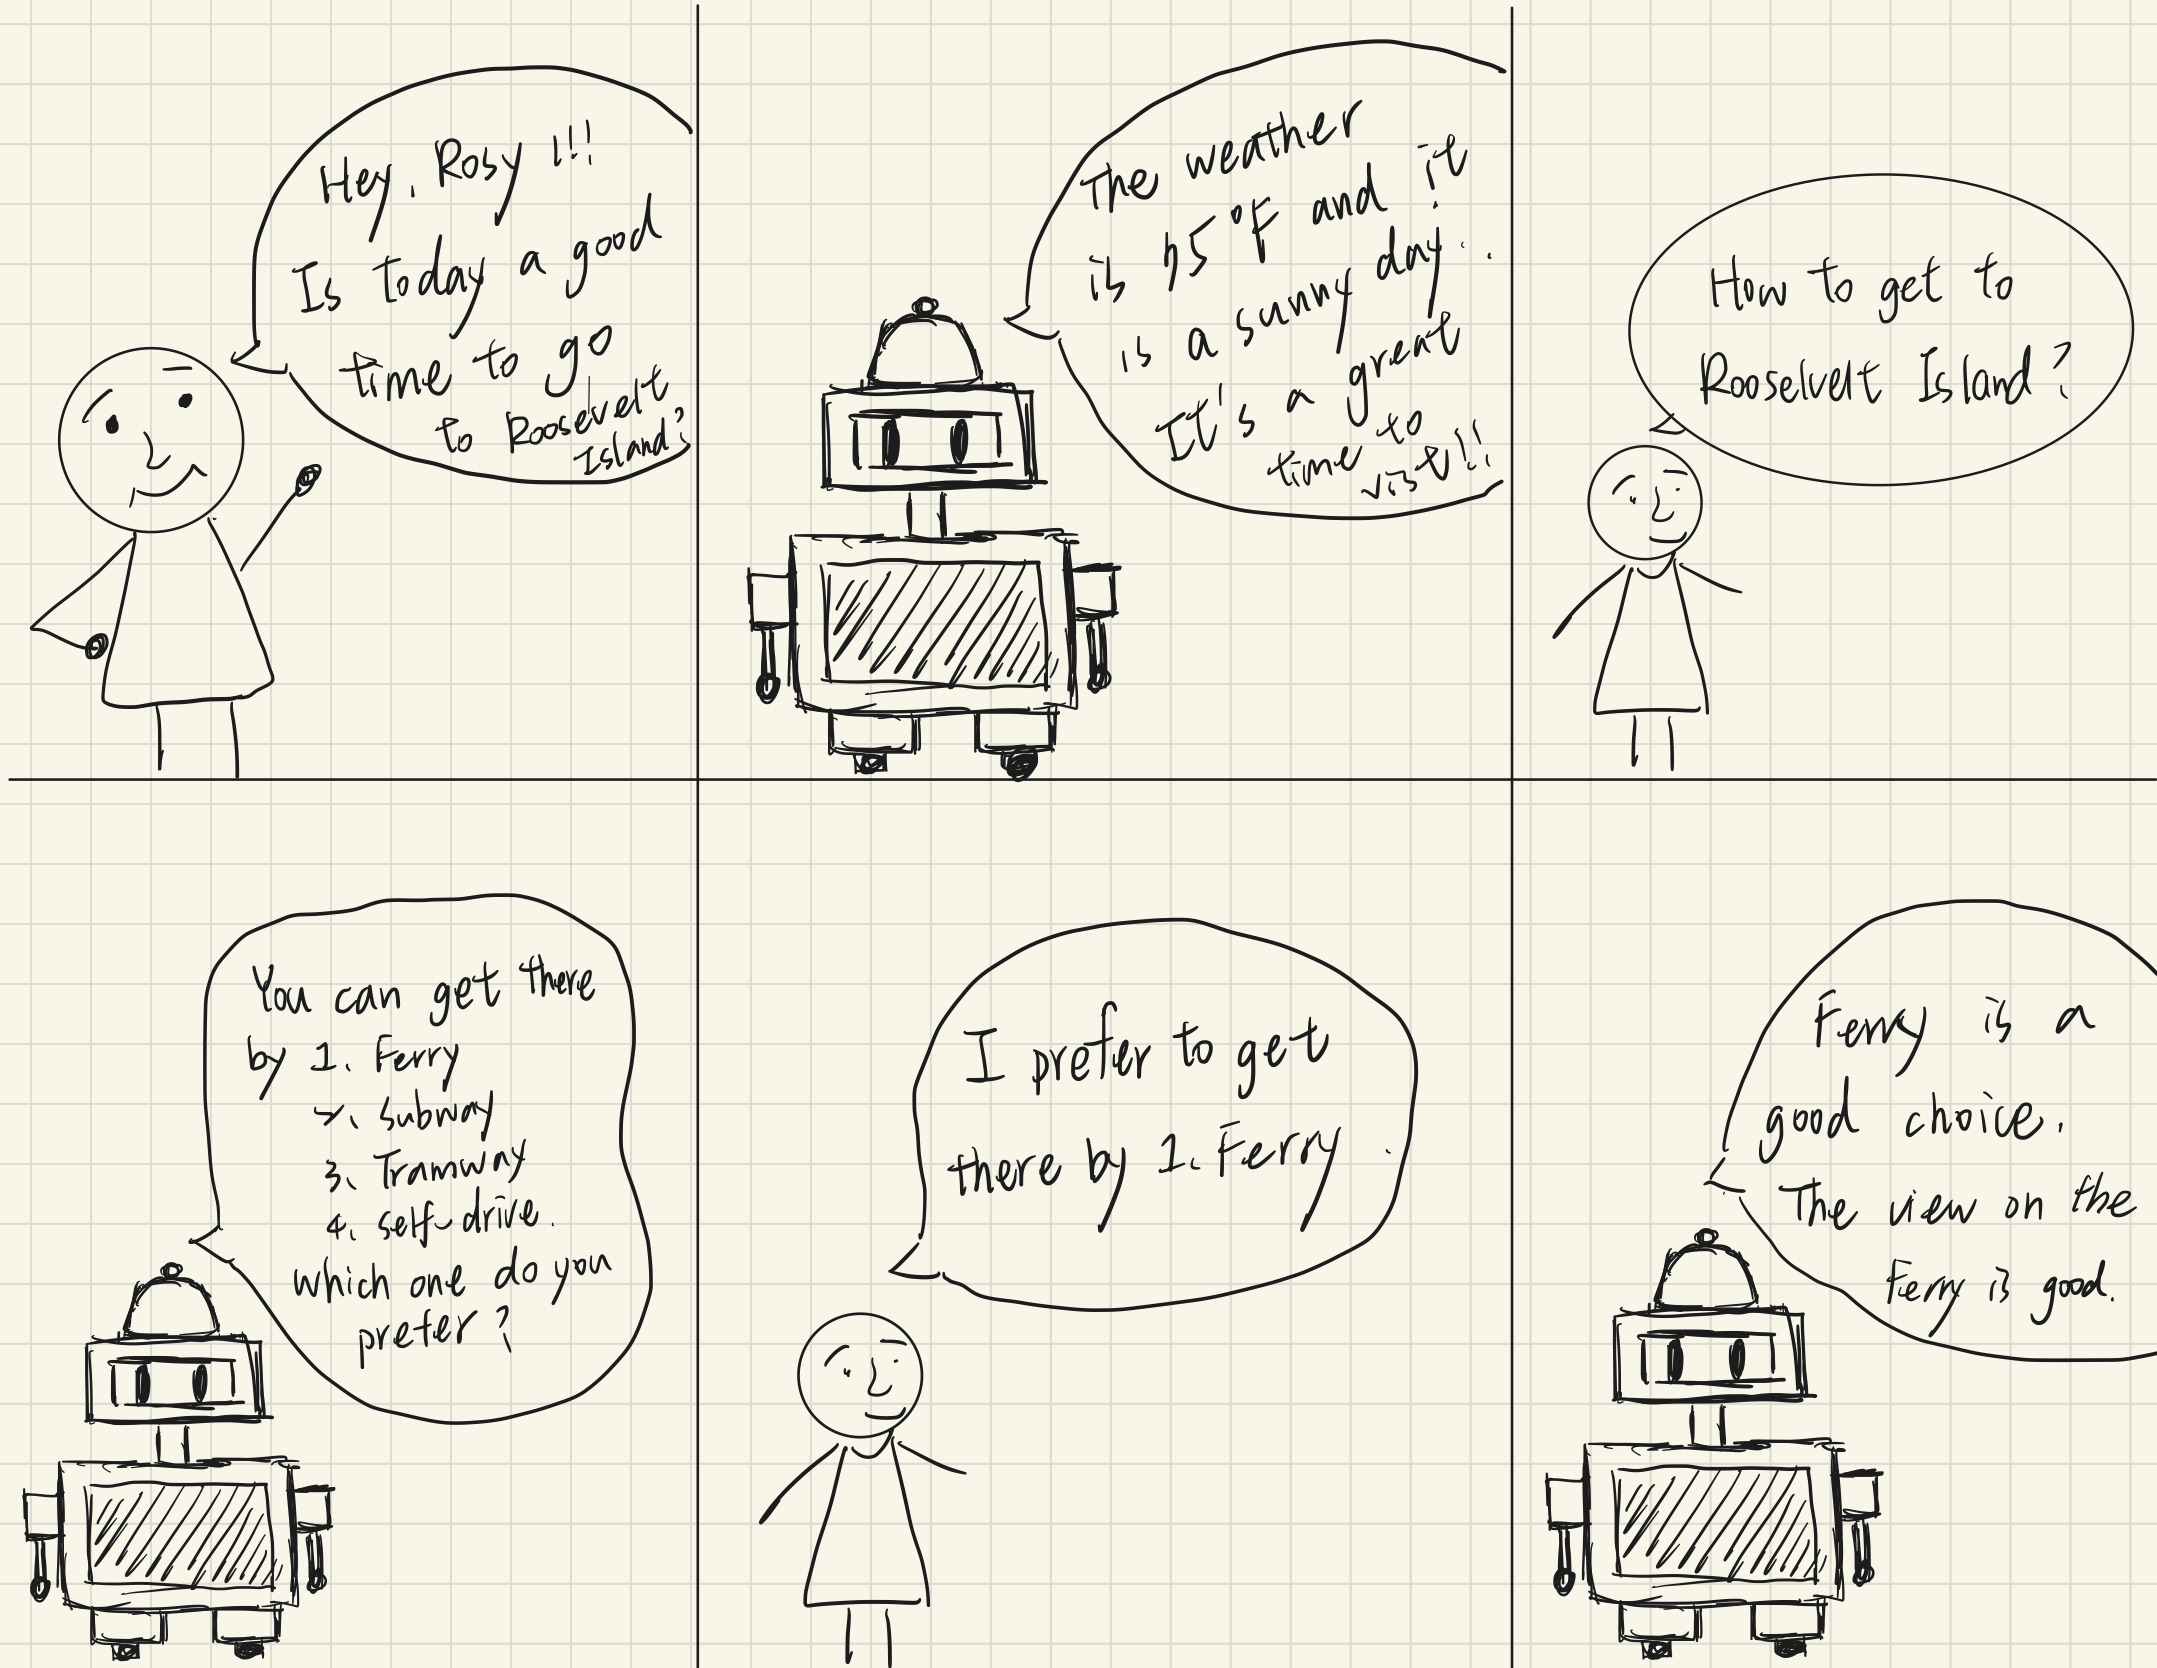 Hey, Rosy !!!
Is today a good
time to go
to Roosevelt
Island?
The weather
is 75 °F and it
is a sunny day.
It's a great
time to
visit!!
How to get to
Rooselvelt Island?
You can get there
by 1. Ferry
2. subway
3. Tramway
4. self-drive.
which one do you
prefer?
I prefer to get
there by 1. Ferry.
Ferry is a
good choice.
The view on the
Ferry is good.